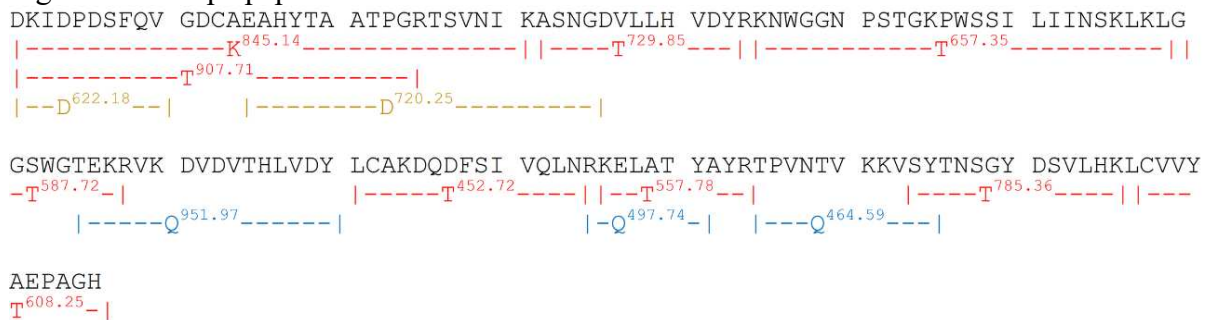 DKIDPDSFQV GDCAEAHYTA ATPGRTSVNI KASNGDVLLH VDYRKNWGGN PSTGKPWSSI LIINSKLKLG
|-------------K845.14--------------||----T729.85---||----------T657.35---------||
|----------T907.71----------|
|--D622.18--| |--------D720.25---------|
GSWGTEKRVK DVDVTHLVDY LCAKDQDFSI VQLNRKELAT YAYRTPVNTV KKVSYTNSGY DSVLHKLCVVY
-T587.72-| |-----T452.72------||--T557.78---| |----T785.36-----||---
|-----Q951.97------| |-Q497.74-| |---Q464.59---|
AEPAGH
T608.25-|